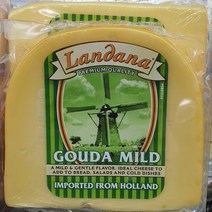 Landana
PREMIUM QUALITY
GOUDA MILD
A MILD & GENTLE FLAVOR, IDEAL CHEESE TO
ADD TO BREAD, SALADS AND COLD DISHES
IMPORTED FROM HOLLAND